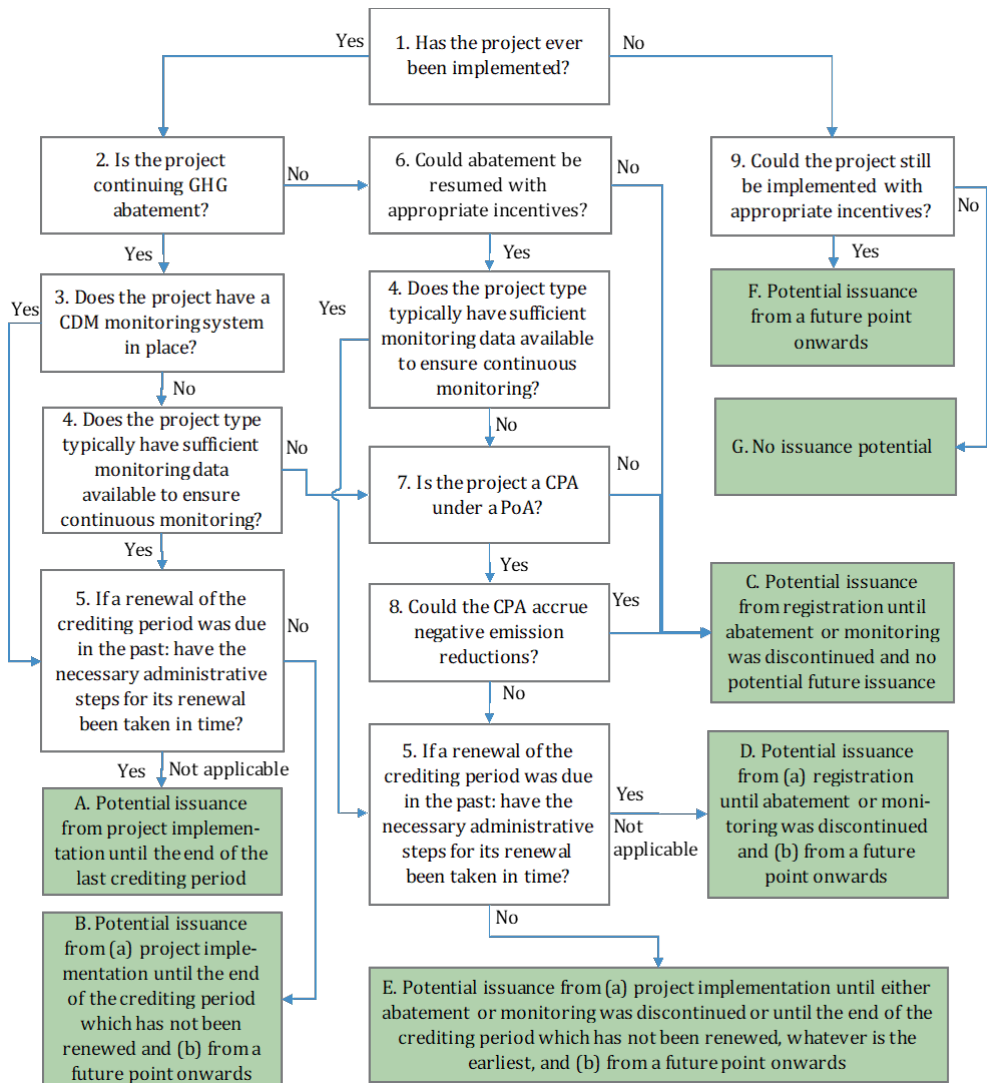 Yes
1. Has the project ever
been implemented?
No
2. Is the project
continuing GHG
abatement?
No
6. Could abatement be
resumed with
appropriate incentives?
No
9. Could the project still
be implemented with
appropriate incentives?
No
Yes
Yes
Yes
Yes
3. Does the project have a
CDM monitoring system
in place?
Yes
4. Does the project type
typically have sufficient
monitoring data available
to ensure continuous
monitoring?
F. Potential issuance
from a future point
onwards
No
4. Does the project type
typically have sufficient
monitoring data
available to ensure
continuous monitoring?
No
No
7. Is the project a CPA
under a PoA?
No
G. No issuance potential
Yes
Yes
5. If a renewal of the
crediting period was due
in the past: have the
necessary administrative
steps for its renewal
been taken in time?
No
8. Could the CPA accrue
negative emission
reductions?
Yes
C. Potential issuance
from registration until
abatement or monitoring
was discontinued and no
potential future issuance
No
Yes
Not applicable
5. If a renewal of the
crediting period was due
in the past: have the
necessary administrative
steps for its renewal
been taken in time?
Yes
Not
applicable
D. Potential issuance
from (a) registration
until abatement or moni-
toring was discontinued
and (b) from a future
point onwards
A. Potential issuance
from project implemen-
tation until the end of the
last crediting period
No
B. Potential issuance
from (a) project imple-
mentation until the end
of the crediting period
which has not been
renewed and (b) from a
future point onwards
E. Potential issuance from (a) project implementation until either
abatement or monitoring was discontinued or until the end of the
crediting period which has not been renewed, whatever is the
earliest, and (b) from a future point onwards